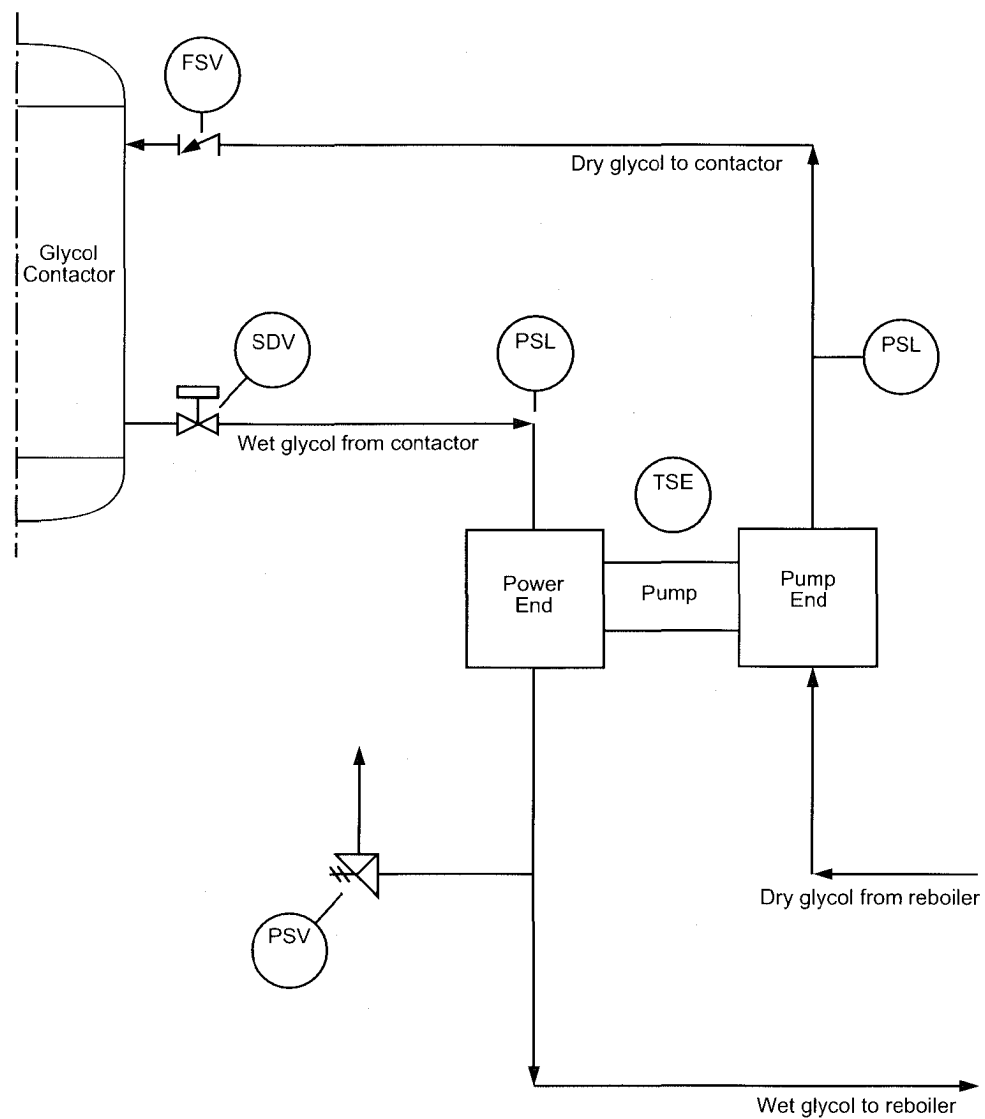 FSV
Dry glycol to contactor
Glycol
Contactor
SDV
PSL
PSL
Wet glycol from contactor
TSE
Power
End
Pump
Pump
End
Dry glycol from reboiler
PSV
Wet glycol to reboiler